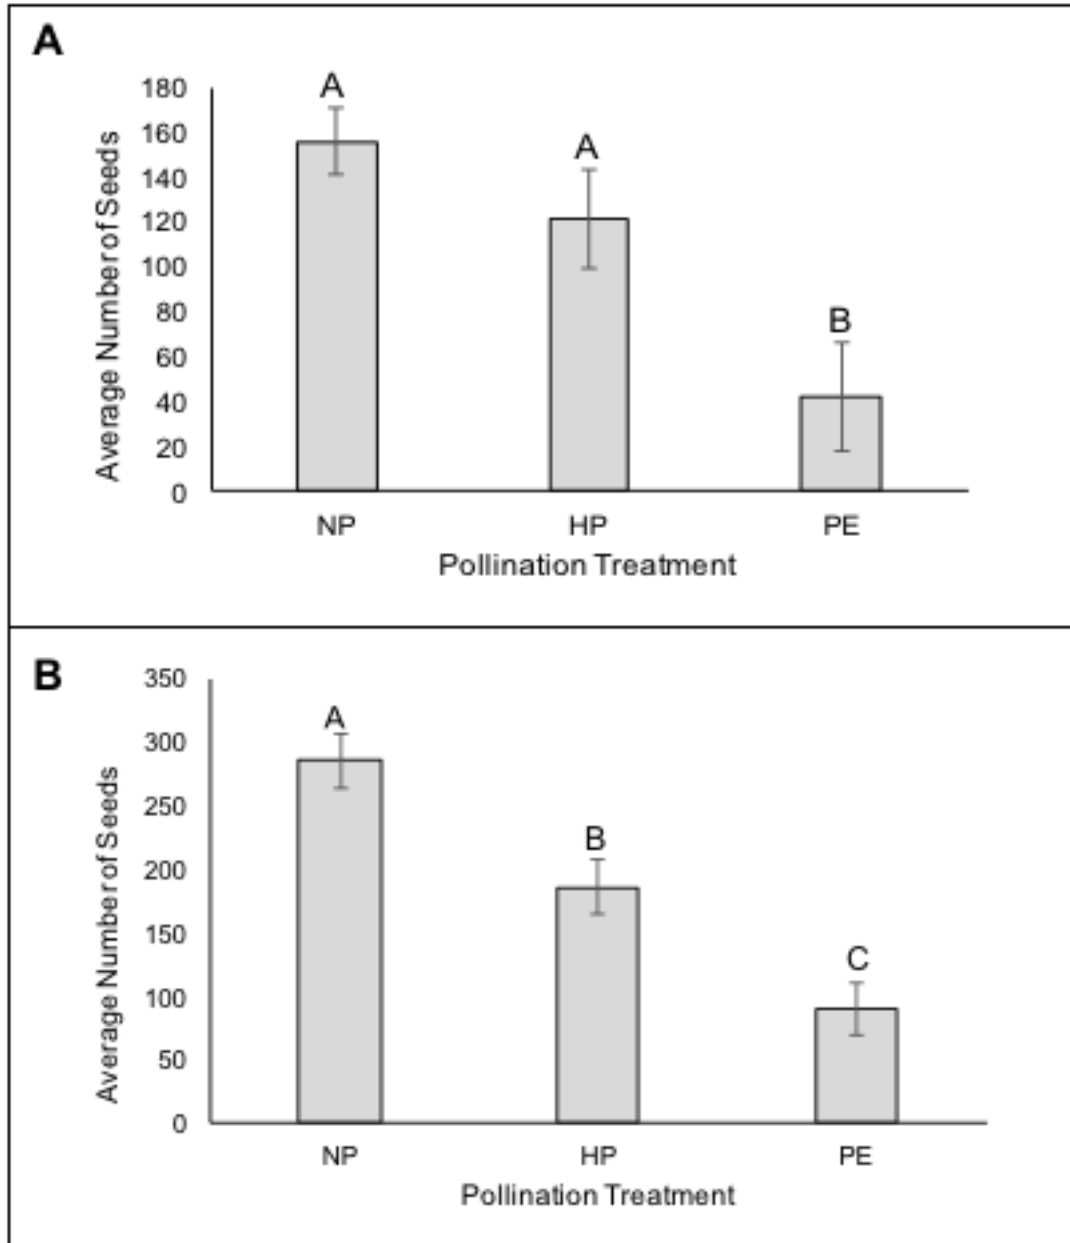 A
180
160
140
120
100
80
60
40
20
0
Average Number of Seeds
A
A
B
NP HP PE
Pollination Treatment
B
350
300
250
200
150
100
50
0
Average Number of Seeds
A
B
C
NP HP PE
Pollination Treatment